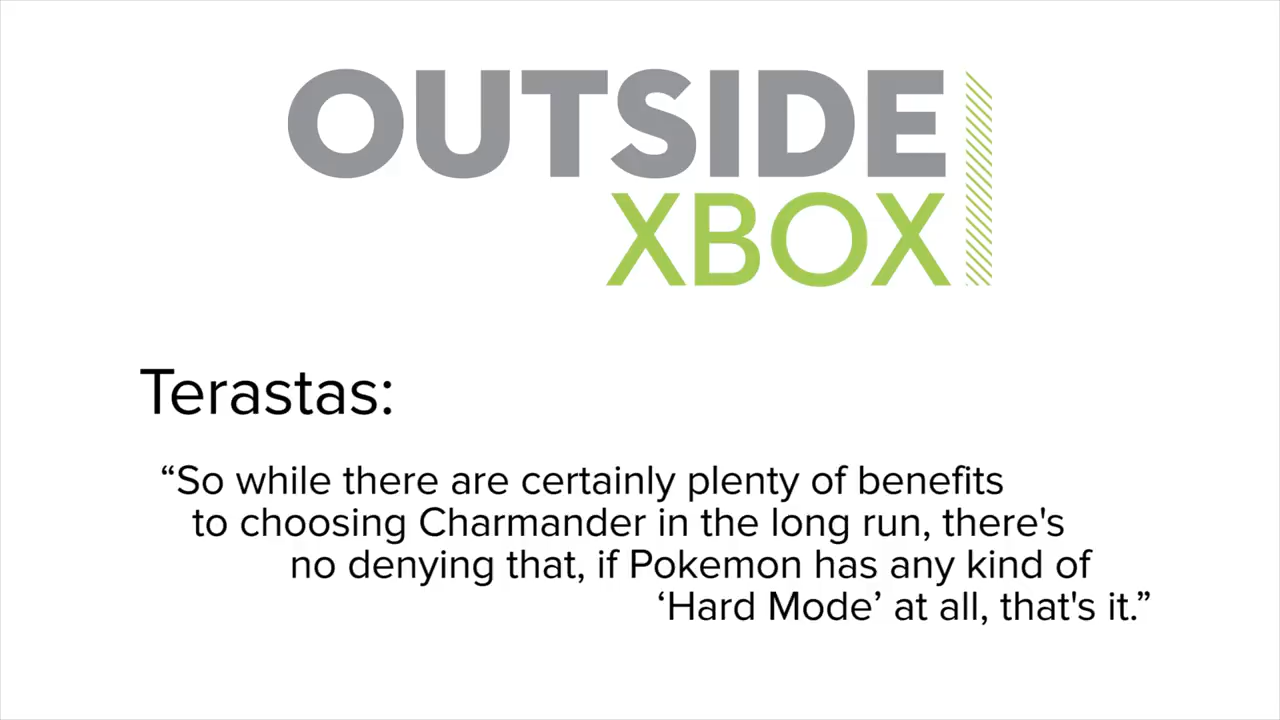 OUTSIDE
XBOX
Terastas:
“So while there are certainly plenty of benefits
to choosing Charmander in the long run, there's
no denying that, if Pokemon has any kind of
‘Hard Mode’ at all, that's it.”